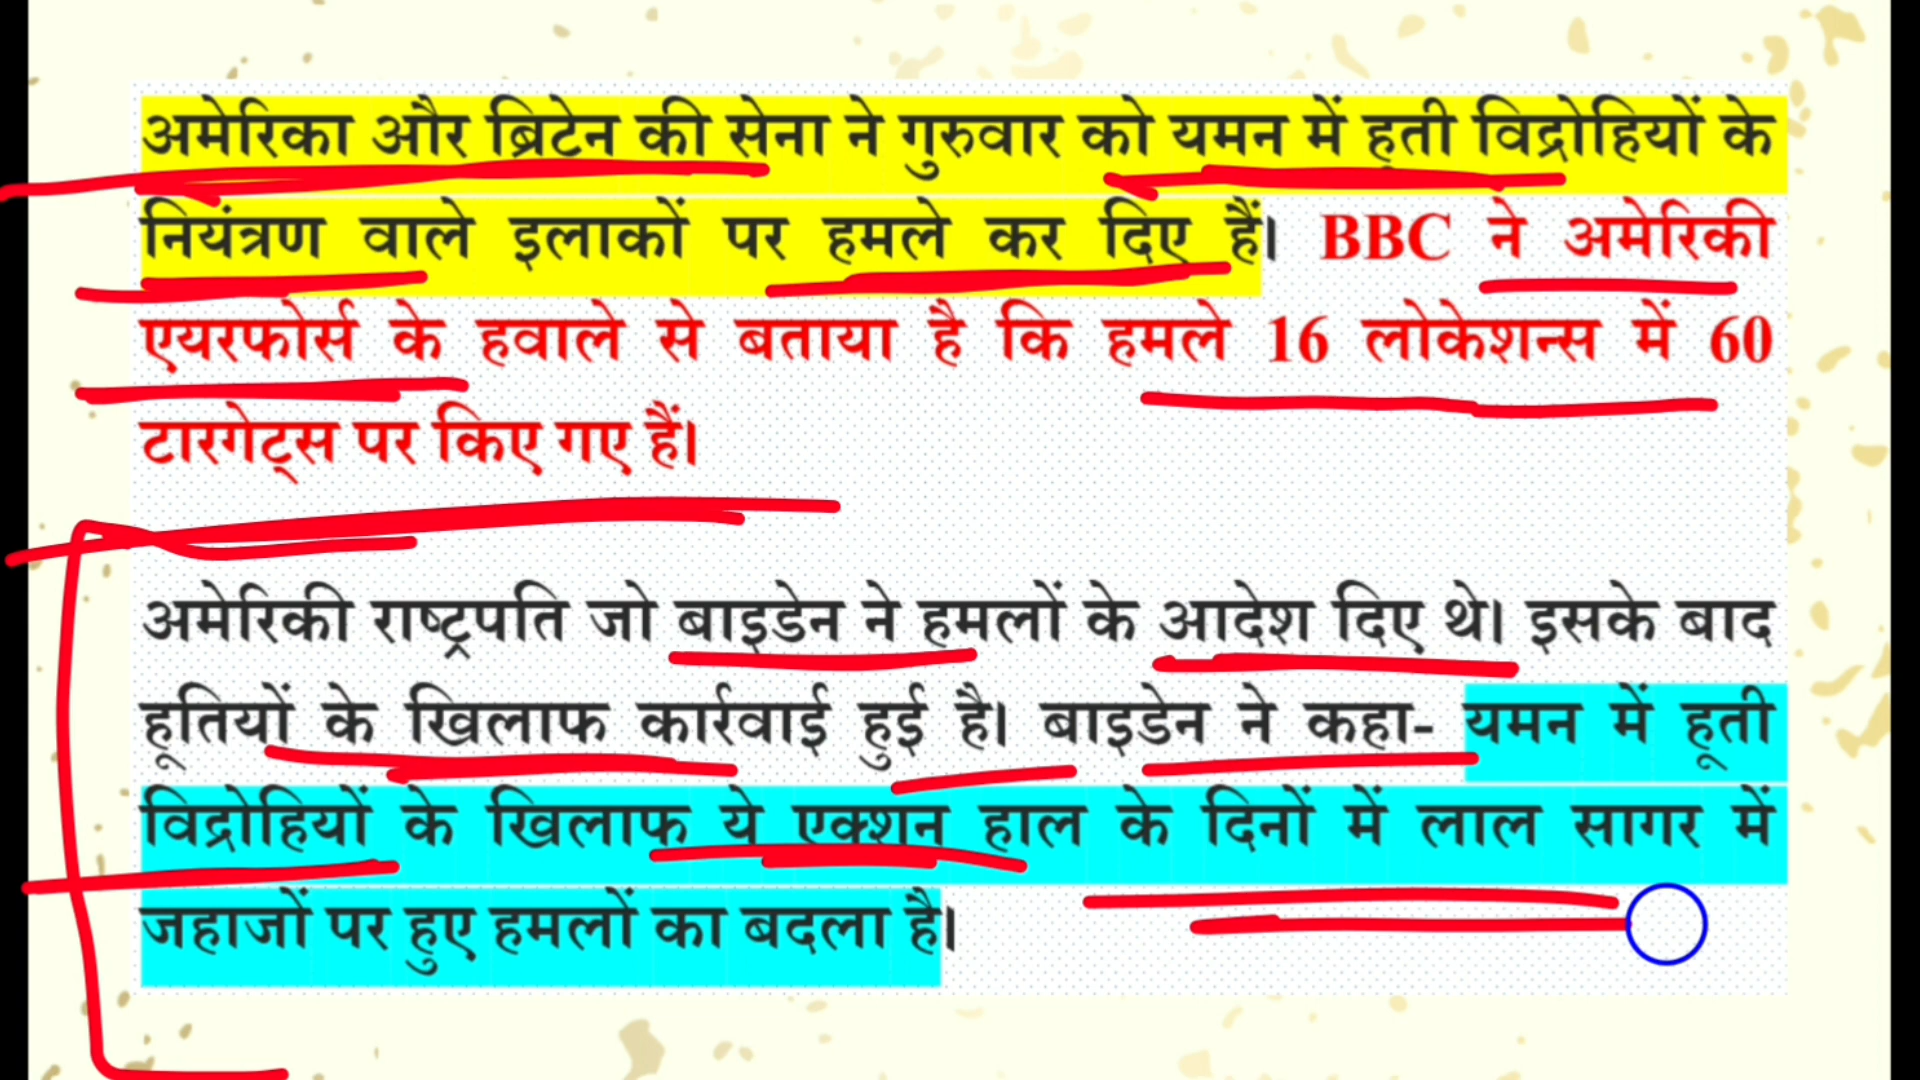 अमेरिका और ब्रिटेन की सेना ने गुरुवार को यमन में हूती विद्रोहियों के
नियंत्रण वाले इलाकों पर हमले कर दिए हैं। BBC ने अमेरिकी
एयरफोर्स के हवाले से बताया है कि हमले 16 लोकेशन्स में 60
टारगेट्स पर किए गए हैं।
अमेरिकी राष्ट्रपति जो बाइडेन ने हमलों के आदेश दिए थे। इसके बाद
हूतियों के खिलाफ कार्रवाई हुई है। बाइडेन ने कहा- यमन में हूती
विद्रोहियों के खिलाफ ये एक्शन हाल के दिनों में लाल सागर में
जहाजों पर हुए हमलों का बदला है।